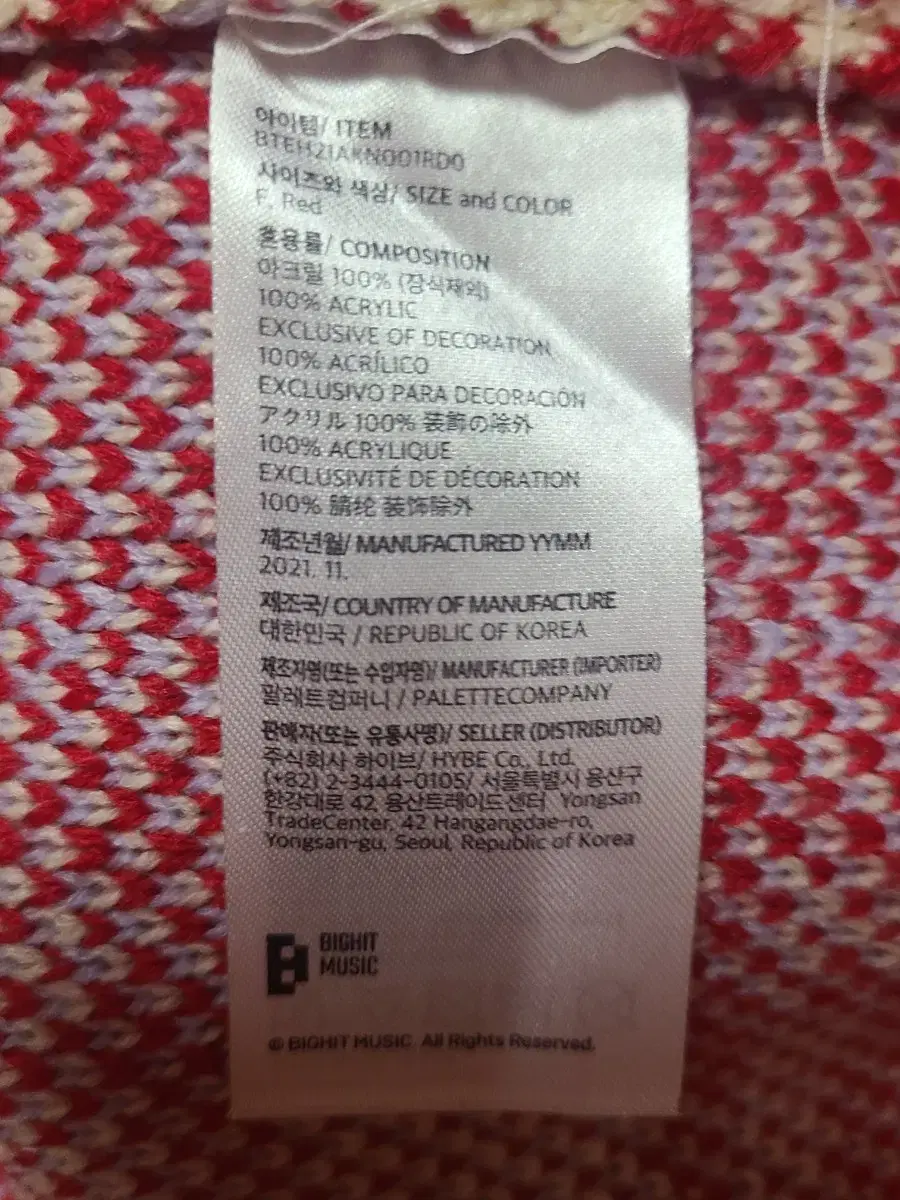 아이템/ ITEM
BTEH21AKN001RD0
사이즈와 색상/ SIZE and COLOR
F, Red
혼용률/ COMPOSITION
아크릴 100% (장식제외)
100% ACRYLIC
EXCLUSIVE OF DECORATION
100% ACRÍLICO
EXCLUSIVO PARA DECORACIÓN
アクリル 100% 装飾の除外
100% ACRYLIQUE
EXCLUSIVITÉ DE DÉCORATION
100% 腈纶 装饰除外
제조년월/ MANUFACTURED YYMM
2021. 11.
제조국/ COUNTRY OF MANUFACTURE
대한민국 / REPUBLIC OF KOREA
제조자명(또는 수입자명)/ MANUFACTURER (IMPORTER)
팔레트컴퍼니 / PALETTECOMPANY
판매자(또는 유통사명)/ SELLER (DISTRIBUTOR)
주식회사 하이브/ HYBE Co., Ltd.
(+82) 2-3444-0105/ 서울특별시 용산구
한강대로 42, 용산트레이드센터 Yongsan
TradeCenter, 42 Hangangdae-ro,
Yongsan-gu, Seoul, Republic of Korea
BIGHIT
MUSIC
© BIGHIT MUSIC. All Rights Reserved.